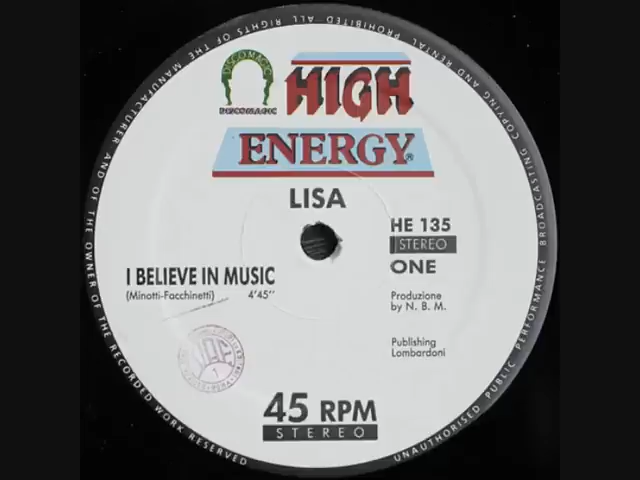 ALL RIGHTS OF THE MANUFACTURER AND OF THE OWNER OF THE RECORDED WORK RESERVED
UNAUTHORISED PUBLIC PERFORMANCE BROADCASTING COPYING AND RENTAL PROHIBITED
DISCOMAGIC
DISCOMAGIC
HIGH
ENERGY®
LISA
HE 135
STEREO
ONE
I BELIEVE IN MUSIC
(Minotti-Facchinetti) 4'45''
Produzione
by N. B. M.
Publishing
Lombardoni
1
45 RPM
STEREO